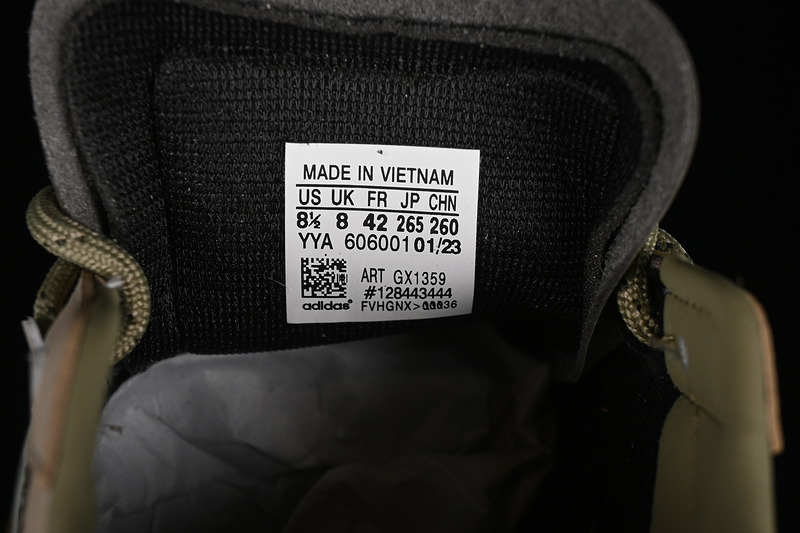 MADE IN VIETNAM
US UK FR JP CHN
8½ 8 42 265 260
YYA 606001 01/23
ART GX1359
#128443444
adidas®